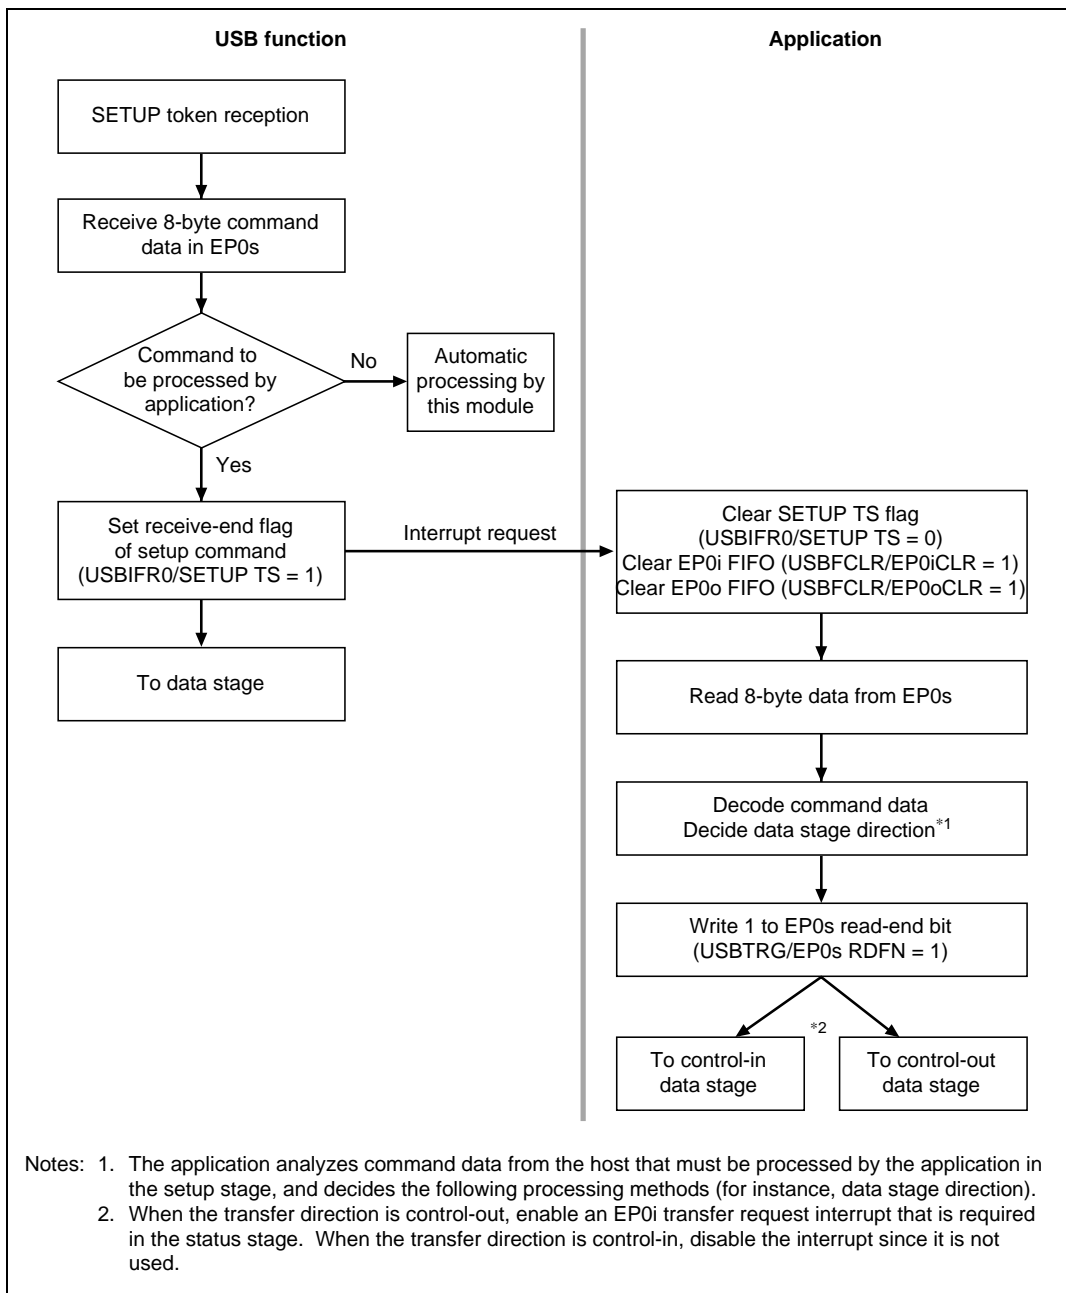 USB function
Application
SETUP token reception
Receive 8-byte command
data in EP0s
Command to
be processed by
application?
No
Automatic
processing by
this module
Yes
Set receive-end flag
of setup command
(USBIFR0/SETUP TS = 1)
Interrupt request
Clear SETUP TS flag
(USBIFR0/SETUP TS = 0)
Clear EP0i FIFO (USBFCLR/EP0iCLR = 1)
Clear EP0o FIFO (USBFCLR/EP0oCLR = 1)
To data stage
Read 8-byte data from EP0s
Decode command data
Decide data stage direction*1
Write 1 to EP0s read-end bit
(USBTRG/EP0s RDFN = 1)
*2
To control-in
data stage
To control-out
data stage
Notes: 1. The application analyzes command data from the host that must be processed by the application in
the setup stage, and decides the following processing methods (for instance, data stage direction).
2. When the transfer direction is control-out, enable an EP0i transfer request interrupt that is required
in the status stage. When the transfer direction is control-in, disable the interrupt since it is not
used.